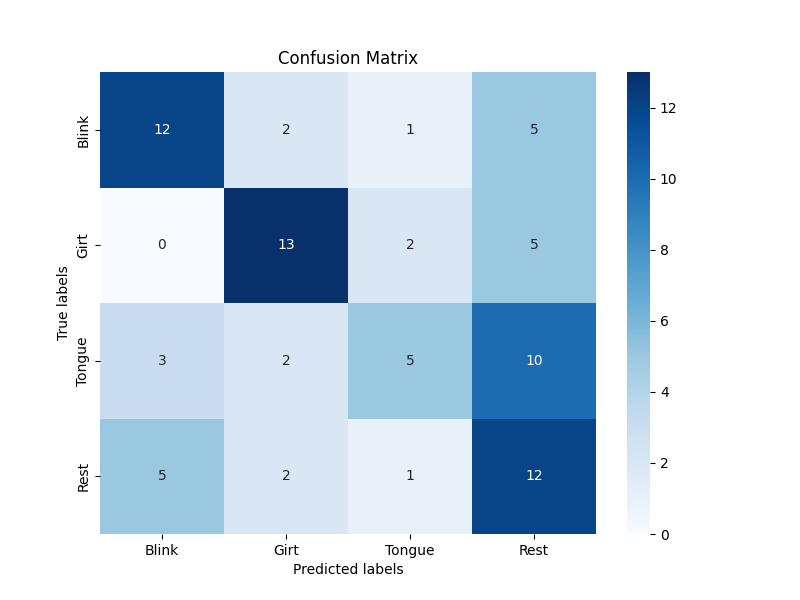 Confusion Matrix
True labels
Blink
12 2 1 5
Girt
0 13 2 5
Tongue
3 2 5 10
Rest
5 2 1 12
Blink Girt Tongue Rest
Predicted labels
12
10
8
6
4
2
0